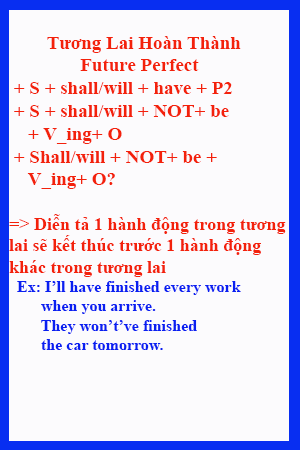 Tương Lai Hoàn Thành
Future Perfect
+ S + shall/will + have + P2
+ S + shall/will + NOT+ be
+ V_ing+ O
+ Shall/will + NOT+ be +
V_ing+ O?
=> Diễn tả 1 hành động trong tương
lai sẽ kết thúc trước 1 hành động
khác trong tương lai
Ex: I’ll have finished every work
when you arrive.
They won’t’ve finished
the car tomorrow.